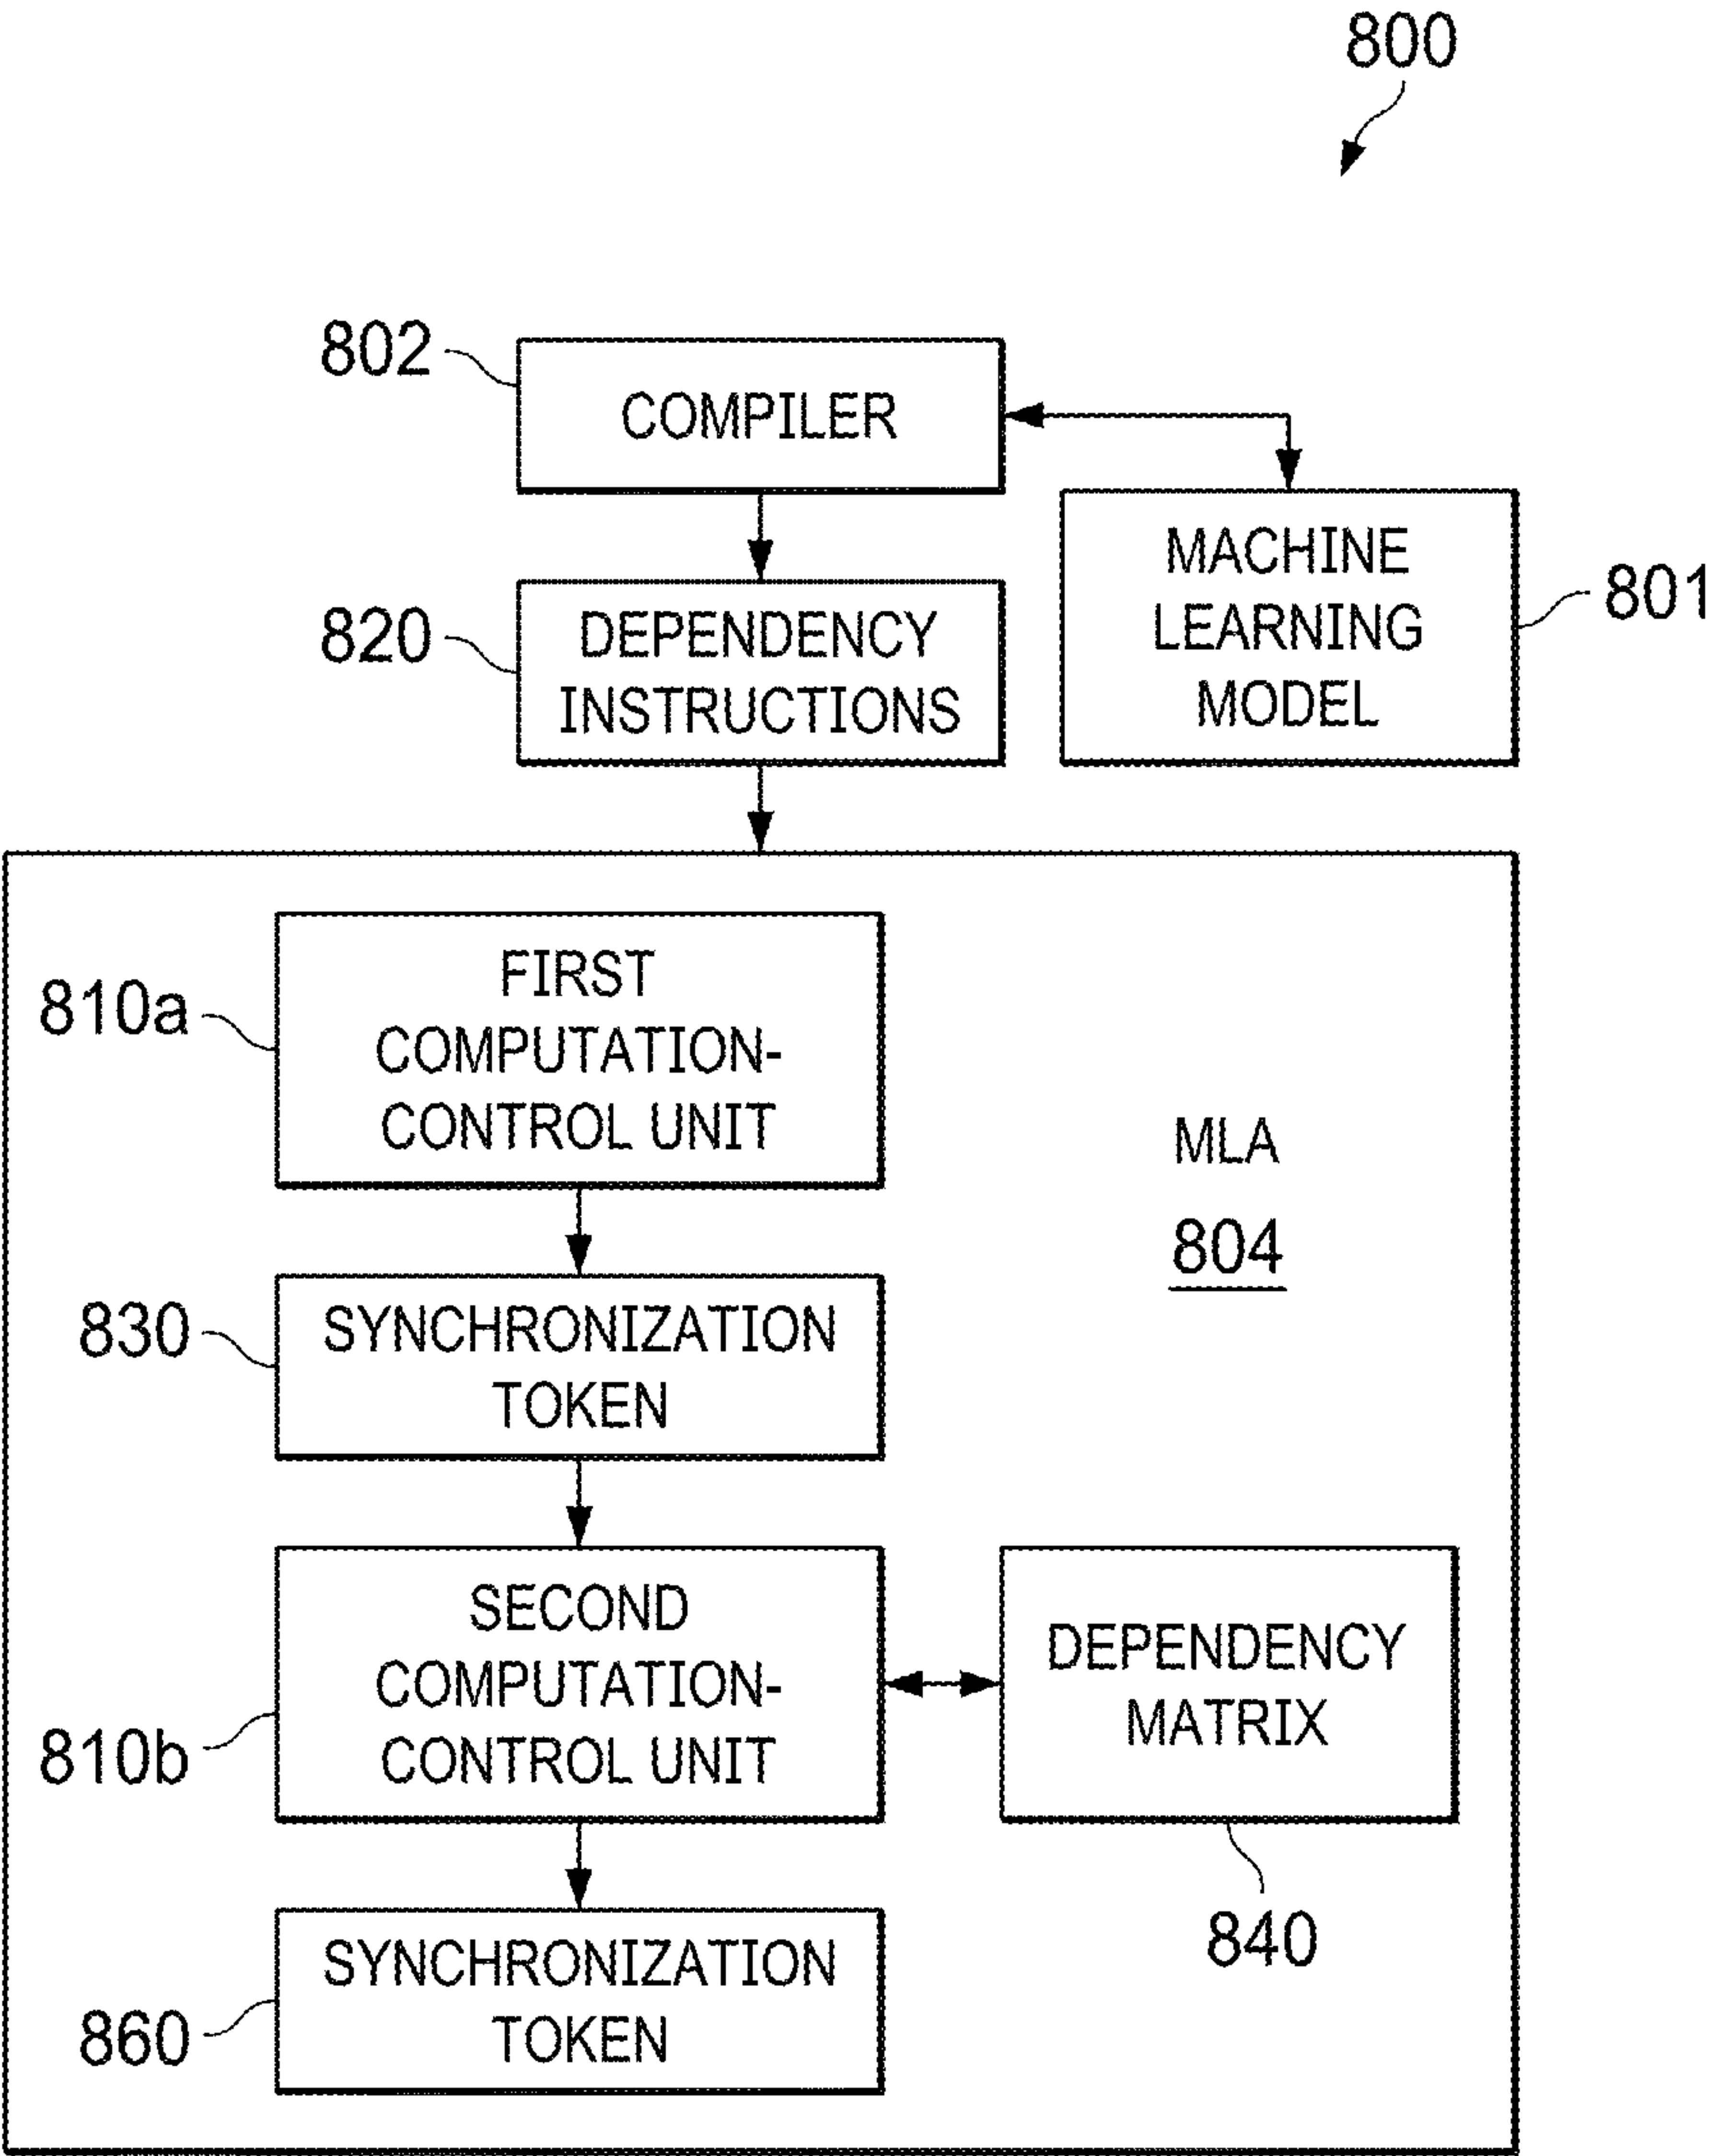 800
802
COMPILER
MACHINE
LEARNING
MODEL
801
820
DEPENDENCY
INSTRUCTIONS
810a
FIRST
COMPUTATION-
CONTROL UNIT
MLA
804
830
SYNCHRONIZATION
TOKEN
810b
SECOND
COMPUTATION-
CONTROL UNIT
DEPENDENCY
MATRIX
840
860
SYNCHRONIZATION
TOKEN